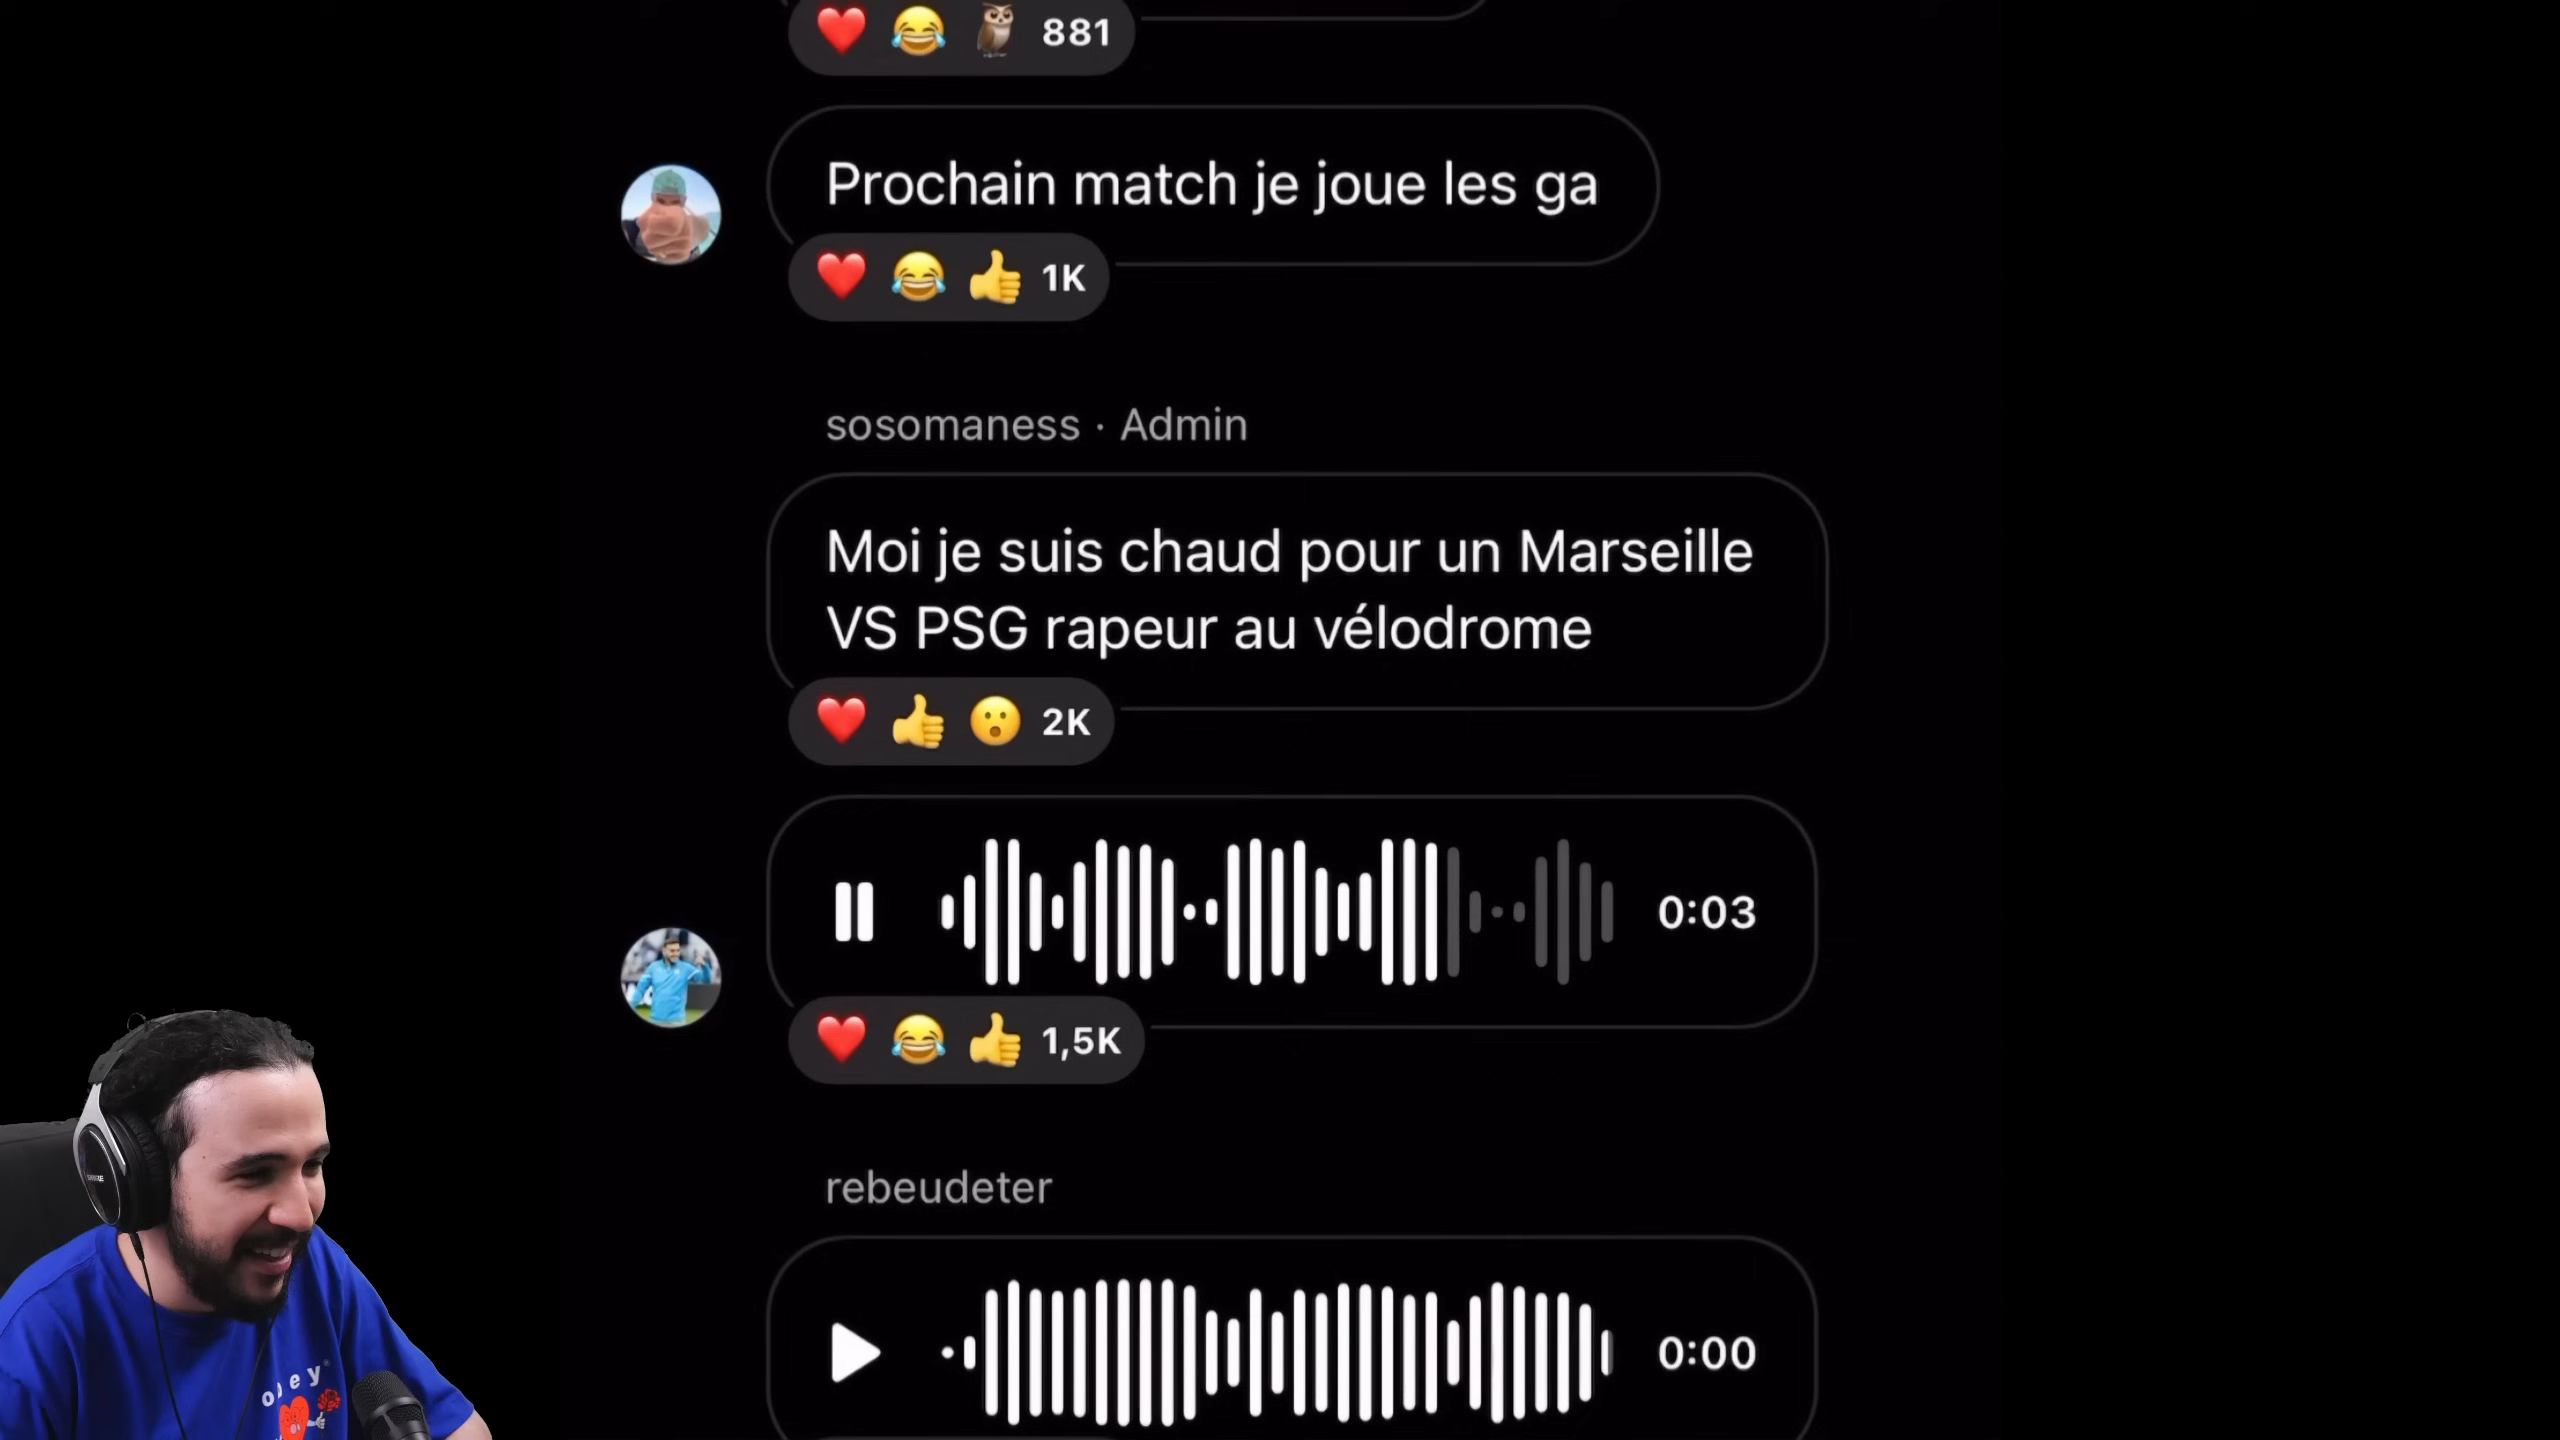 881
Prochain match je joue les ga
1K
sosomaness · Admin
Moi je suis chaud pour un Marseille
VS PSG rapeur au vélodrome
2K
0:03
1,5K
rebeudeter
0:00
obey